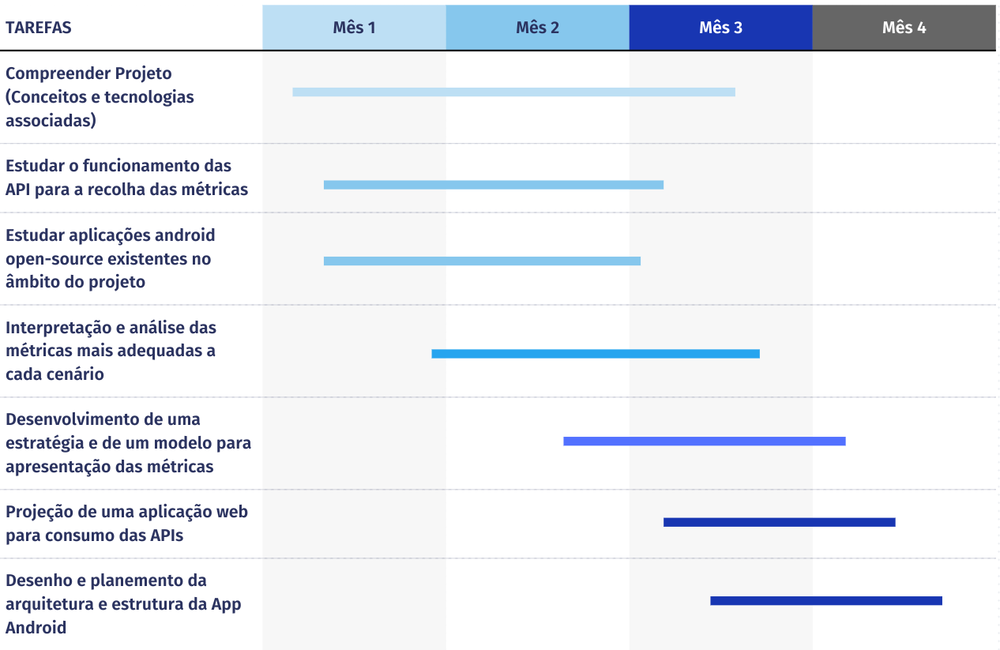 TAREFAS Mês 1 Mês 2 Mês 3 Mês 4
Compreender Projeto
(Conceitos e tecnologias
associadas)
Estudar o funcionamento das
API para a recolha das métricas
Estudar aplicações android
open-source existentes no
âmbito do projeto
Interpretação e análise das
métricas mais adequadas a
cada cenário
Desenvolvimento de uma
estratégia e de um modelo para
apresentação das métricas
Projeção de uma aplicação web
para consumo das APIs
Desenho e planemento da
arquitetura e estrutura da App
Android